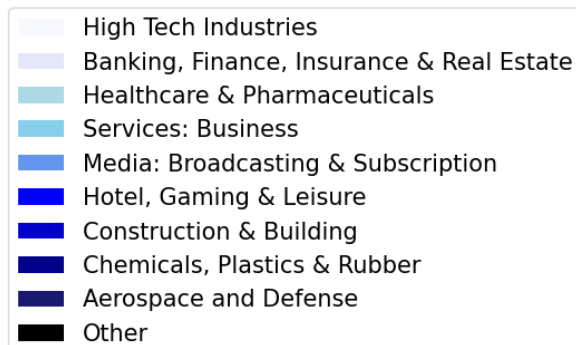 High Tech Industries
Banking, Finance, Insurance & Real Estate
Healthcare & Pharmaceuticals
Services: Business
Media: Broadcasting & Subscription
Hotel, Gaming & Leisure
Construction & Building
Chemicals, Plastics & Rubber
Aerospace and Defense
Other